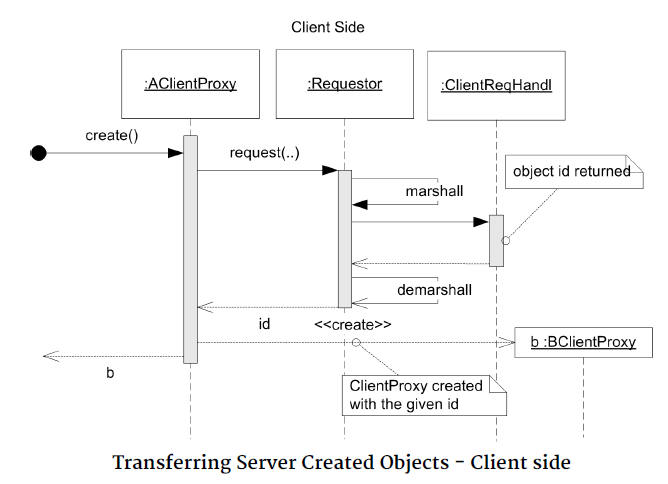 Client Side
:AClientProxy
:Requestor
:ClientReqHandl
create()
request(..)
object id returned
marshall
demarshall
id
<<create>>
b :BClientProxy
b
ClientProxy created
with the given id
Transferring Server Created Objects - Client side